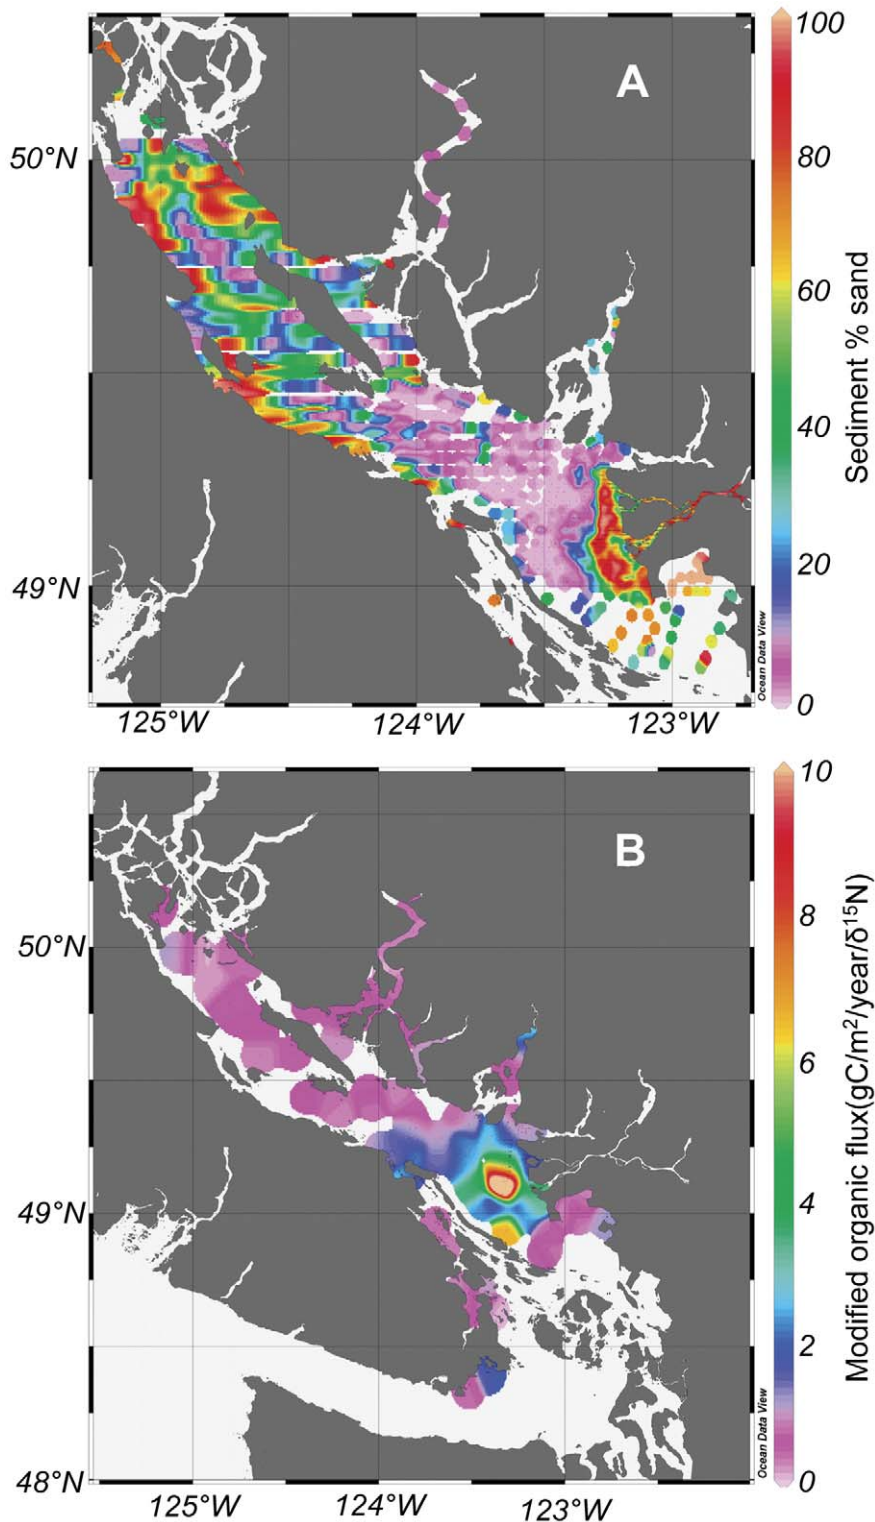 A
100
80
60
40
20
0
Sediment % sand
50°N
49°N
Ocean Data View
125°W 124°W 123°W
B
10
8
6
4
2
0
Modified organic flux(gC/m²/year/δ¹⁵N)
50°N
49°N
48°N
Ocean Data View
125°W 124°W 123°W